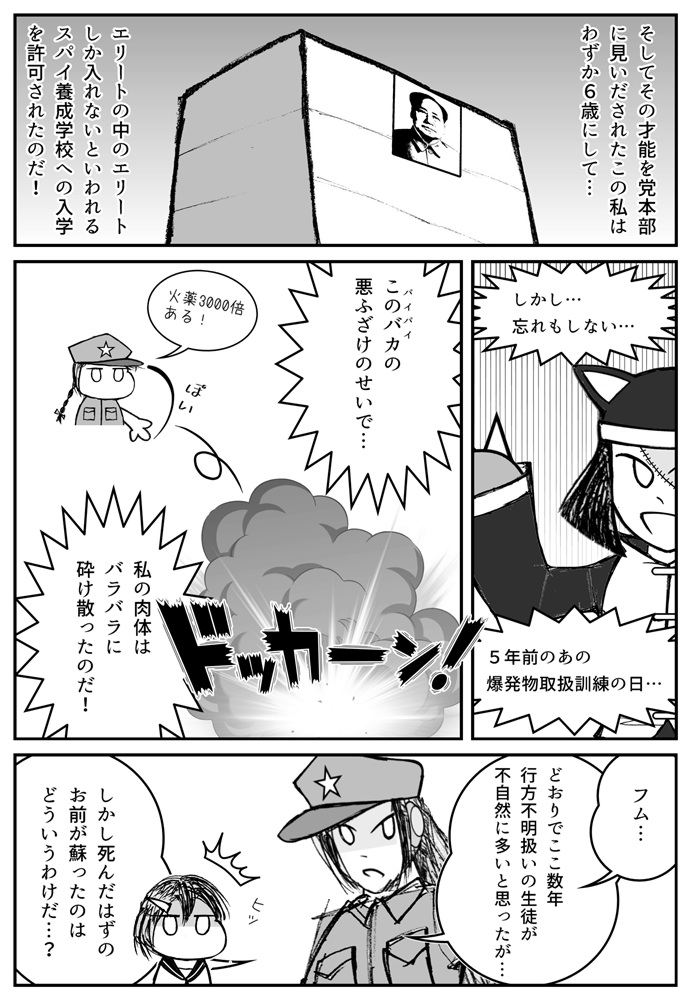 そしてその才能を党本部
に見いだされたこの私は
わずか６歳にして…
エリートの中のエリート
しか入れないといわれる
スパイ養成学校への入学
を許可されたのだ！
しかし…
忘れもしない…
５年前のあの
爆発物取扱訓練の日…
このバカの
パイパイ
悪ふざけのせいで…
火薬3000倍
ある！
ぽい
ドッカーン!
私の肉体は
バラバラに
砕け散ったのだ！
フム…
どおりでここ数年
行方不明扱いの生徒が
不自然に多いと思ったが…
しかし死んだはずの
お前が蘇ったのは
どういうわけだ…？
ヒッ